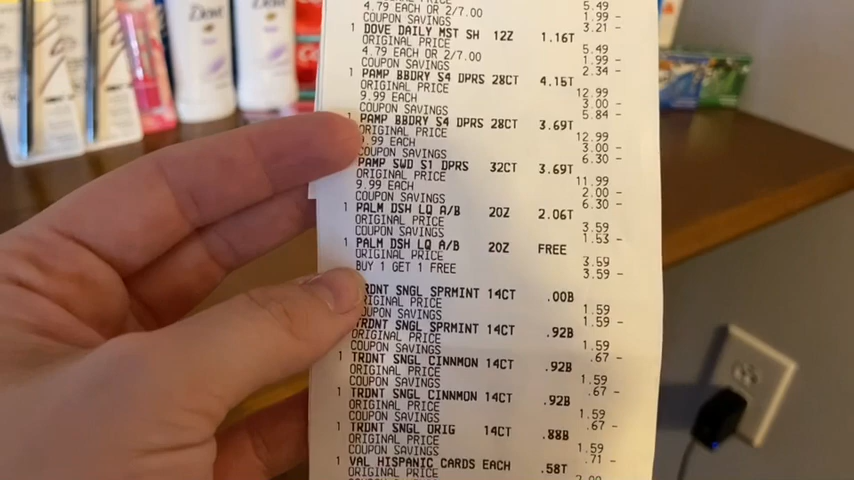 4.79 EACH OR 2/7.00
5.49
1.99 -
COUPON SAVINGS 3.21 -
1 DOVE DAILY MST SH 12Z 1.16T
ORIGINAL PRICE 5.49
4.79 EACH OR 2/7.00 1.99 -
COUPON SAVINGS 2.34 -
1 PAMP BBDRY S4 DPRS 28CT 4.15T
ORIGINAL PRICE 12.99
9.99 EACH 3.00 -
COUPON SAVINGS 5.84 -
1 PAMP BBDRY S4 DPRS 28CT 3.69T
ORIGINAL PRICE 12.99
.99 EACH 3.00 -
COUPON SAVINGS 6.30 -
PAMP SWD S1 DPRS 32CT 3.69T
ORIGINAL PRICE 11.99
9.99 EACH 2.00 -
COUPON SAVINGS 6.30 -
1 PALM DSH LQ A/B 20Z 2.06T
ORIGINAL PRICE 3.59
COUPON SAVINGS 1.53 -
1 PALM DSH LQ A/B 20Z FREE
ORIGINAL PRICE 3.59
BUY 1 GET 1 FREE 3.59 -
TRDNT SNGL SPRMINT 14CT .00B
ORIGINAL PRICE 1.59
COUPON SAVINGS 1.59 -
TRDNT SNGL SPRMINT 14CT .92B
ORIGINAL PRICE 1.59
COUPON SAVINGS .67 -
1 TRDNT SNGL CINNMON 14CT .92B
ORIGINAL PRICE 1.59
COUPON SAVINGS .67 -
1 TRDNT SNGL CINNMON 14CT .92B
ORIGINAL PRICE 1.59
COUPON SAVINGS .67 -
1 TRDNT SNGL ORIG 14CT .88B
ORIGINAL PRICE 1.59
COUPON SAVINGS .71 -
1 VAL HISPANIC CARDS EACH .58T
ORIGINAL PRICE
Dove
Dove